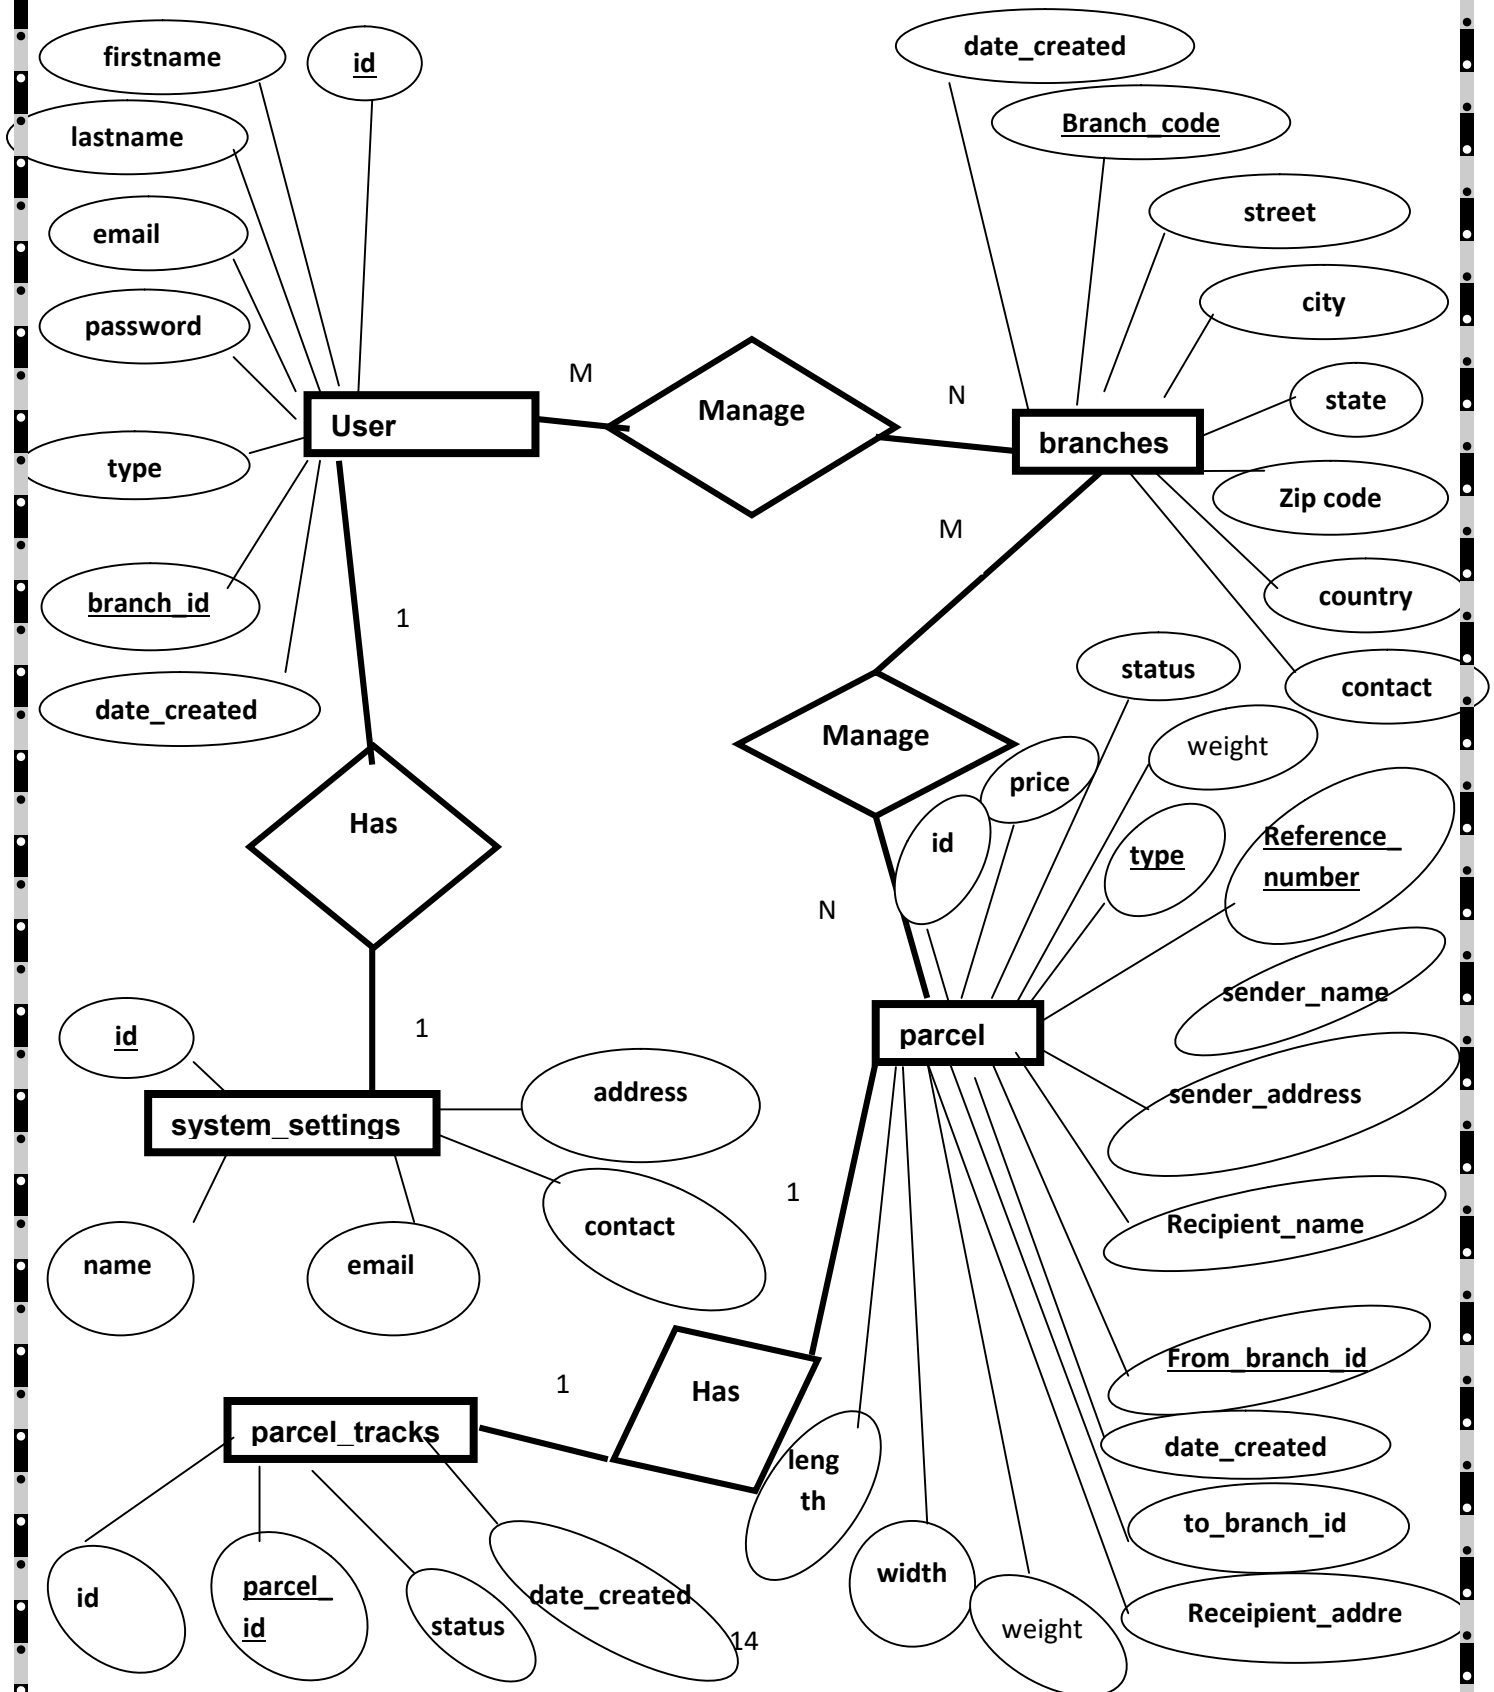 firstname
id
date_created
lastname
Branch_code
street
email
city
password
M
Manage
N
state
User
branches
type
Zip code
M
branch_id
country
1
status
contact
date_created
Manage
weight
price
Has
id
type
Reference_
number
N
sender_name
id
1
parcel
address
sender_address
system_settings
1
contact
Recipient_name
name
email
From_branch_id
1
Has
parcel_tracks
date_created
leng
th
to_branch_id
width
parcel_
id
id
date_created
status
Receipient_addre
weight
14